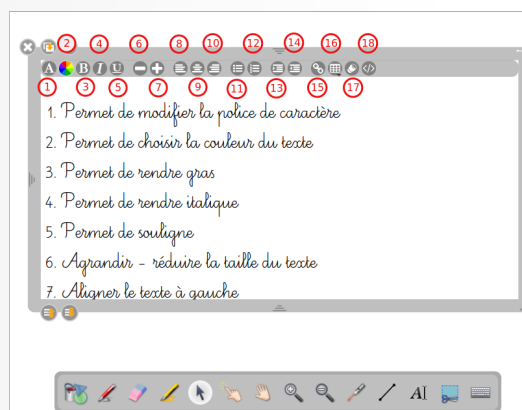 2 4 6 8 10 12 14 16 18
A B I U
1 3 5 7 9 11 13 15 17
1. Permet de modifier la police de caractère
2. Permet de choisir la couleur du texte
3. Permet de rendre gras
4. Permet de rendre italique
5. Permet de souligne
6. Agrandir - réduire la taille du texte
7. Aligner le texte à gauche
AI